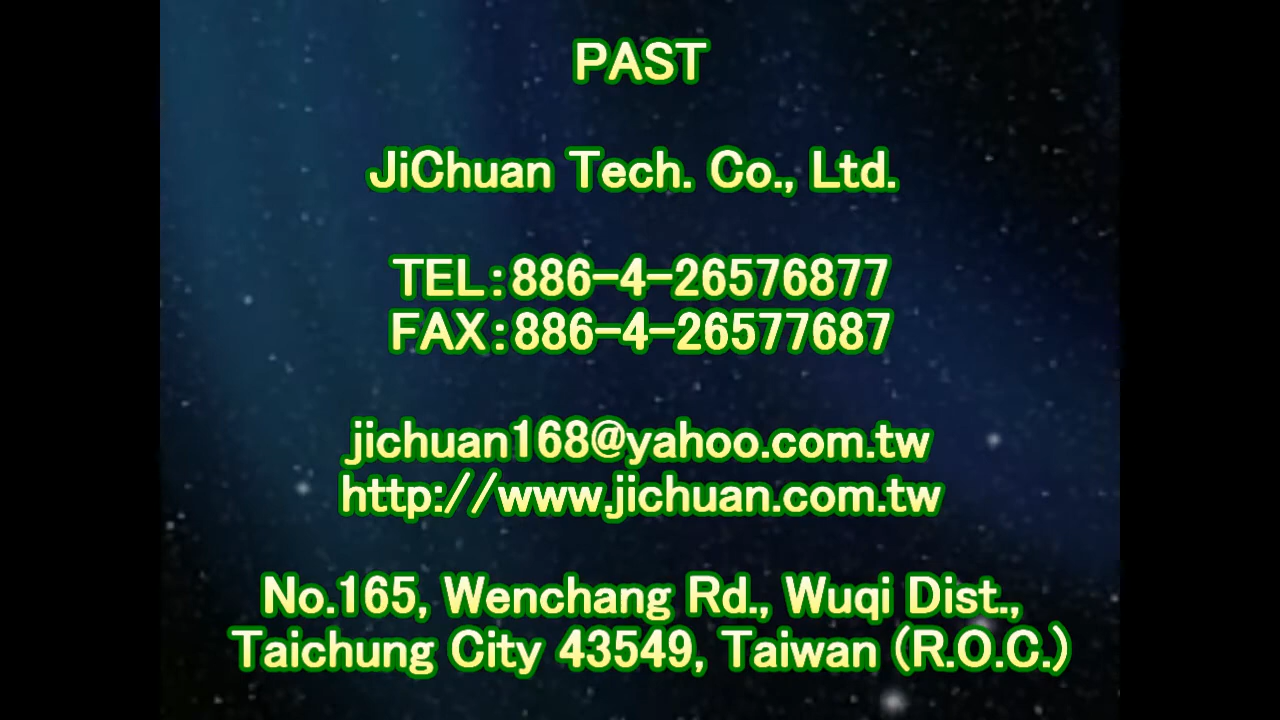 PAST
JiChuan Tech. Co., Ltd.
TEL:886-4-26576877
FAX:886-4-26577687
jichuan168@yahoo.com.tw
http://www.jichuan.com.tw
No.165, Wenchang Rd., Wuqi Dist.,
Taichung City 43549, Taiwan (R.O.C.)